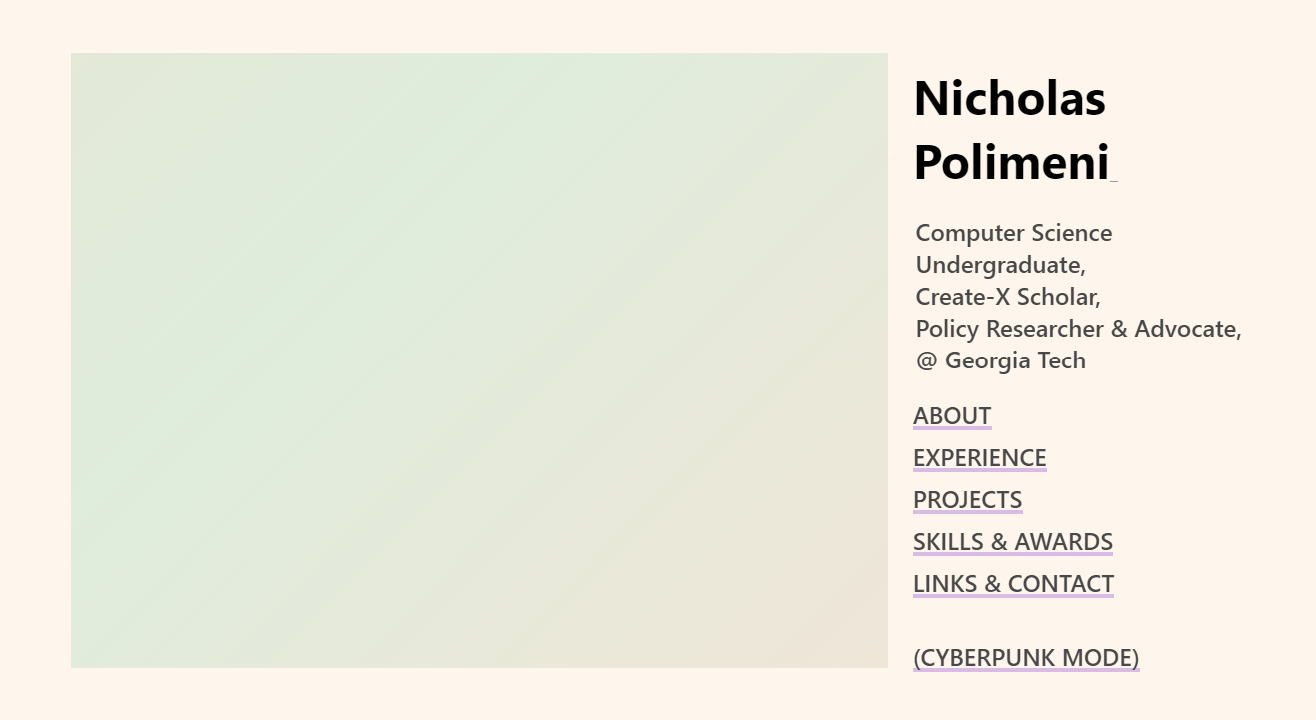 Nicholas
Polimeni_
Computer Science
Undergraduate,
Create-X Scholar,
Policy Researcher & Advocate,
@ Georgia Tech
ABOUT
EXPERIENCE
PROJECTS
SKILLS & AWARDS
LINKS & CONTACT
(CYBERPUNK MODE)